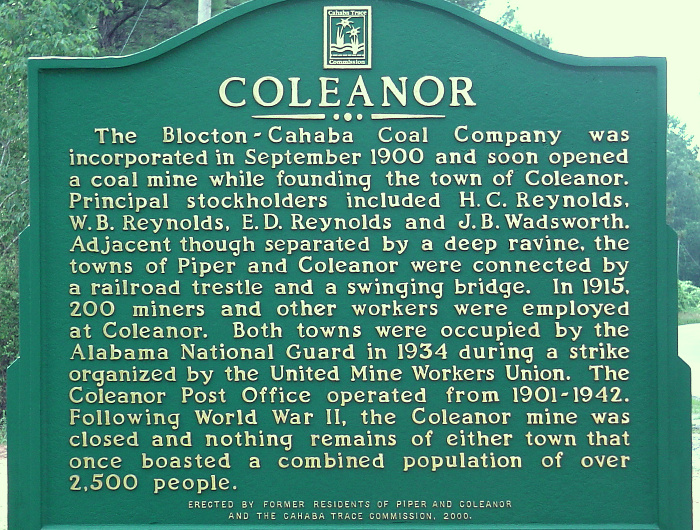 Cahaba Trace
Commission
COLEANOR
The Blocton-Cahaba Coal Company was
incorporated in September 1900 and soon opened
a coal mine while founding the town of Coleanor.
Principal stockholders included H.C. Reynolds,
W.B. Reynolds, E.D. Reynolds and J.B. Wadsworth.
Adjacent though separated by a deep ravine, the
towns of Piper and Coleanor were connected by
a railroad trestle and a swinging bridge. In 1915,
200 miners and other workers were employed
at Coleanor. Both towns were occupied by the
Alabama National Guard in 1934 during a strike
organized by the United Mine Workers Union. The
Coleanor Post Office operated from 1901-1942.
Following World War II, the Coleanor mine was
closed and nothing remains of either town that
once boasted a combined population of over
2,500 people.
ERECTED BY FORMER RESIDENTS OF PIPER AND COLEANOR
AND THE CAHABA TRACE COMMISSION, 2000.